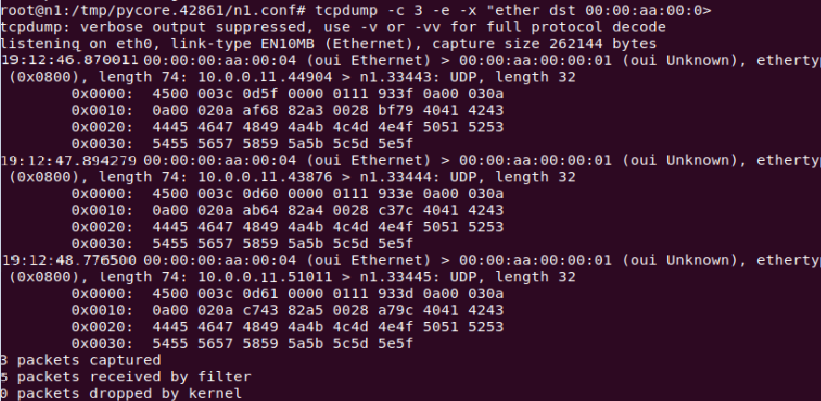 root@n1:/tmp/pycore.42861/n1.conf# tcpdump -c 3 -e -x "ether dst 00:00:aa:00:00:0>
tcpdump: verbose output suppressed, use -v or -vv for full protocol decode
listening on eth0, link-type EN10MB (Ethernet), capture size 262144 bytes
19:12:46.870011 00:00:00:aa:00:04 (oui Ethernet) > 00:00:aa:00:00:01 (oui Unknown), ethertyp
(0x0800), length 74: 10.0.0.11.44904 > n1.33443: UDP, length 32
0x0000: 4500 003c 0d5f 0000 0111 933f 0a00 030a
0x0010: 0a00 020a af68 82a3 0028 bf79 4041 4243
0x0020: 4445 4647 4849 4a4b 4c4d 4e4f 5051 5253
0x0030: 5455 5657 5859 5a5b 5c5d 5e5f
19:12:47.894279 00:00:00:aa:00:04 (oui Ethernet) > 00:00:aa:00:00:01 (oui Unknown), ethertyp
(0x0800), length 74: 10.0.0.11.43876 > n1.33444: UDP, length 32
0x0000: 4500 003c 0d60 0000 0111 933e 0a00 030a
0x0010: 0a00 020a ab64 82a4 0028 c37c 4041 4243
0x0020: 4445 4647 4849 4a4b 4c4d 4e4f 5051 5253
0x0030: 5455 5657 5859 5a5b 5c5d 5e5f
19:12:48.776500 00:00:00:aa:00:04 (oui Ethernet) > 00:00:aa:00:00:01 (oui Unknown), etherty
(0x0800), length 74: 10.0.0.11.51011 > n1.33445: UDP, length 32
0x0000: 4500 003c 0d61 0000 0111 933d 0a00 030a
0x0010: 0a00 020a c743 82a5 0028 a79c 4041 4243
0x0020: 4445 4647 4849 4a4b 4c4d 4e4f 5051 5253
0x0030: 5455 5657 5859 5a5b 5c5d 5e5f
3 packets captured
5 packets received by filter
0 packets dropped by kernel